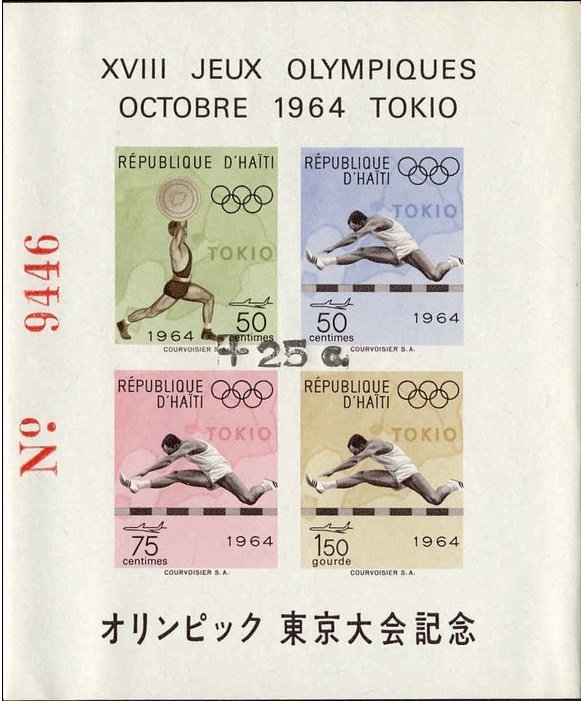 XVIII JEUX OLYMPIQUES
OCTOBRE 1964 TOKIO
RÉPUBLIQUE D'HAÏTI
TOKIO
1964
50
centimes
COURVOISIER S.A.
RÉPUBLIQUE
D'HAÏTI
TOKIO
50
centimes
1964
COURVOISIER S.A.
+ 25 c.
RÉPUBLIQUE
D'HAÏTI
TOKIO
75
centimes
1964
COURVOISIER S.A.
RÉPUBLIQUE
D'HAÏTI
TOKIO
1,50
gourde
1964
COURVOISIER S.A.
オリンピック 東京大会記念
No. 9446